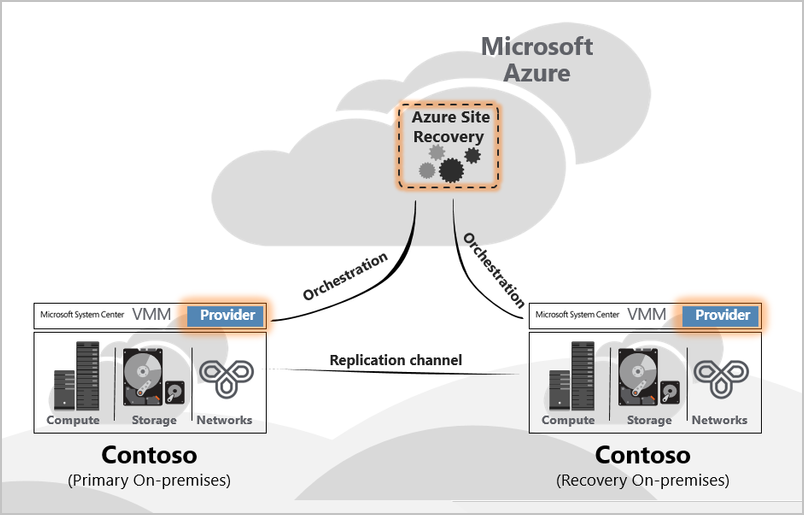 Microsoft
Azure
Azure Site
Recovery
Orchestration
Orchestration
Microsoft System Center VMM Provider
Microsoft System Center VMM Provider
Replication channel
Compute Storage Networks
Compute Storage Networks
Contoso
(Primary On-premises)
Contoso
(Recovery On-premises)